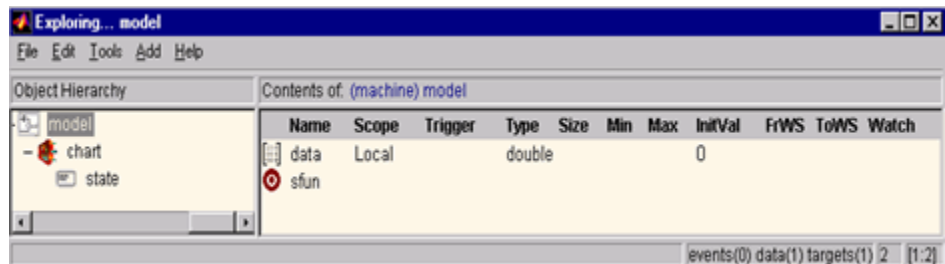 Exploring... model
File Edit Tools Add Help
Object Hierarchy
Contents of: (machine) model
model
chart
state
Name Scope Trigger Type Size Min Max InitVal FrWS ToWS Watch
data Local double 0
sfun
events(0) data(1) targets(1) 2 [1:2]